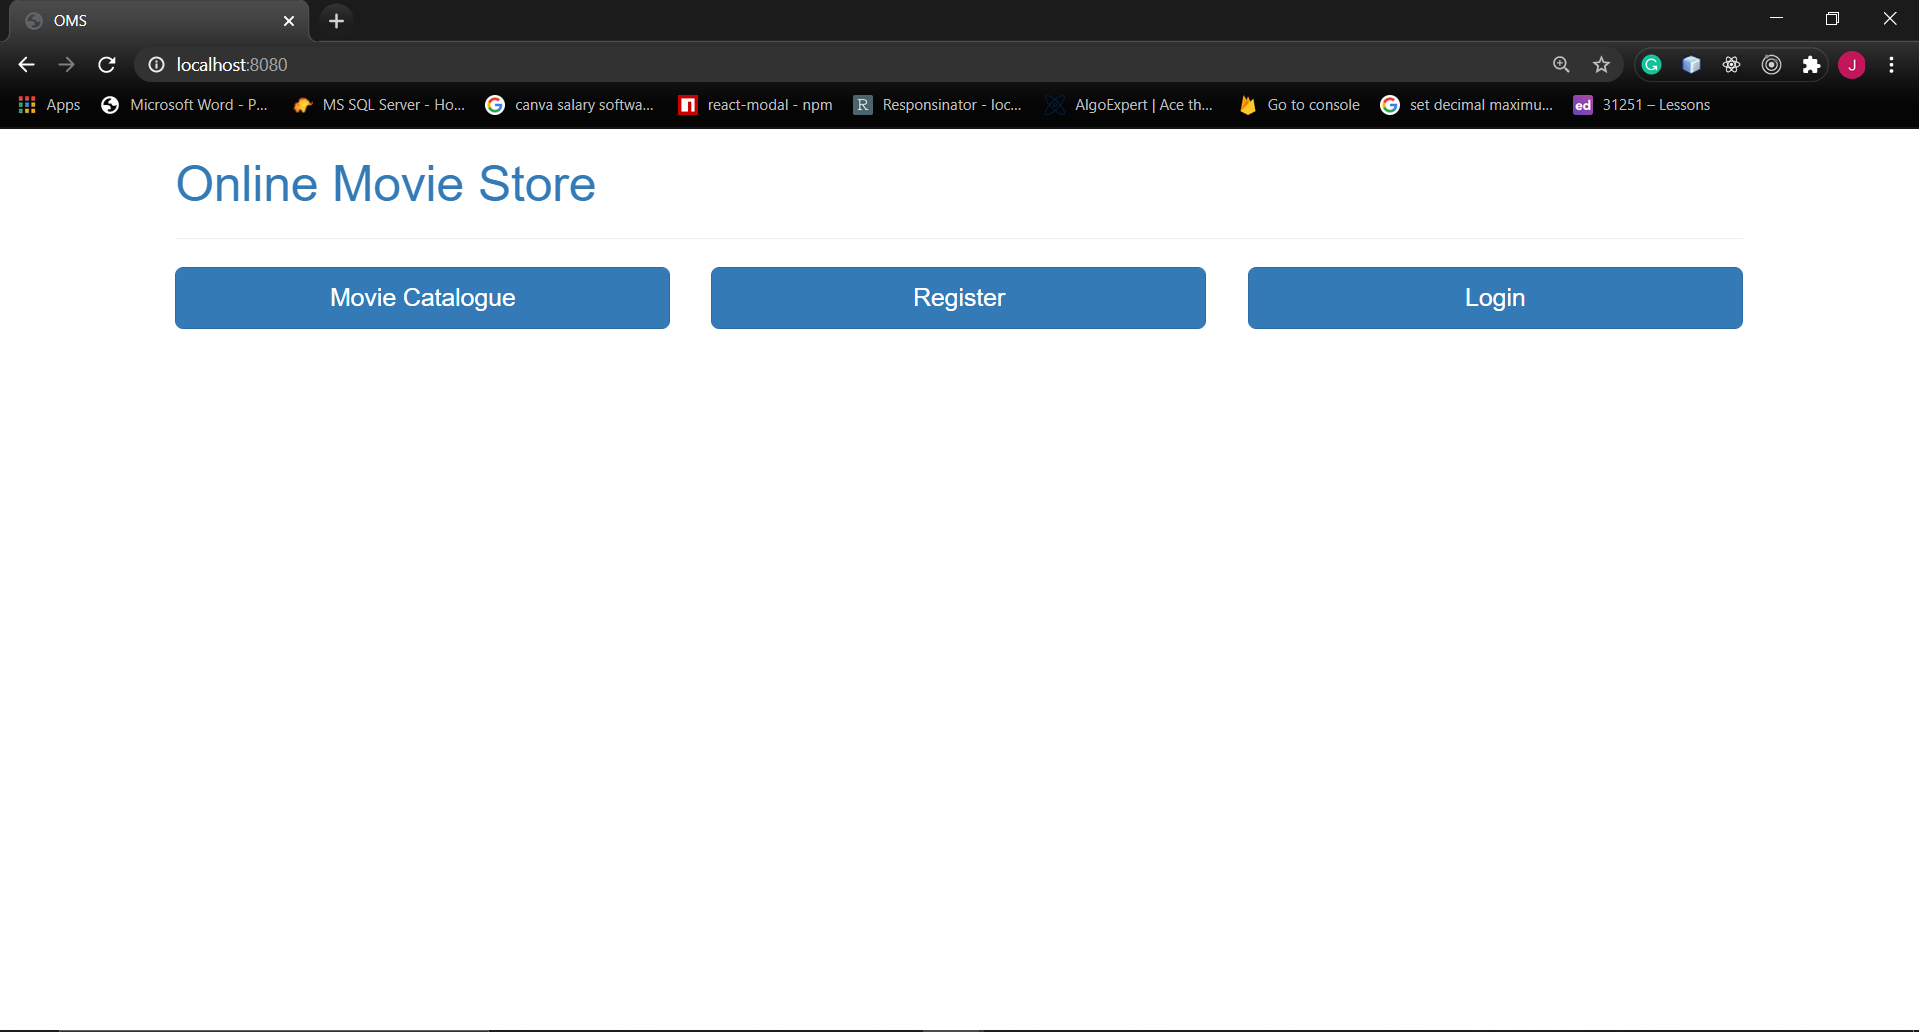 OMS
localhost:8080
J
Apps
Microsoft Word - P...
MS SQL Server - Ho...
canva salary softwa...
react-modal - npm
R
Responsinator - loc...
AlgoExpert | Ace th...
Go to console
set decimal maximu...
ed
31251 – Lessons
Online Movie Store
Movie Catalogue
Register
Login